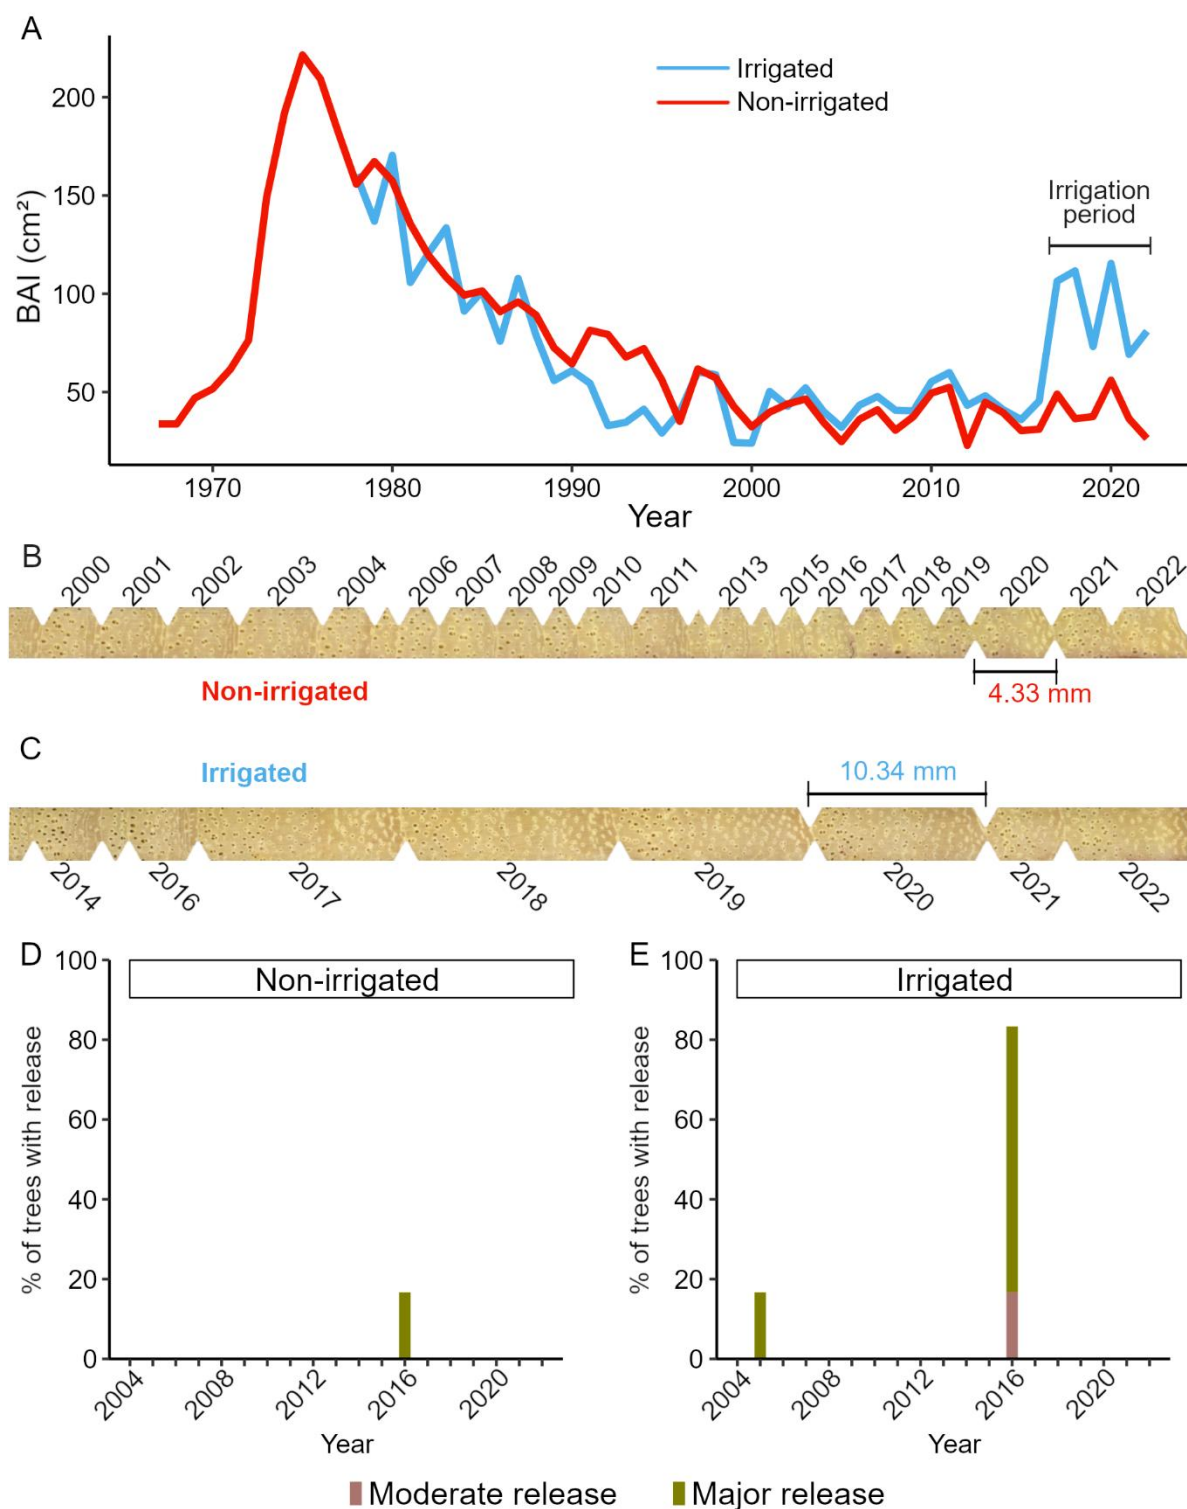 A
Irrigated
Non-irrigated
200
150
100
50
BAI (cm²)
Irrigation
period
1970 1980 1990 2000 2010 2020
Year
B
2000 2001 2002 2003 2004 2006 2007 2008 2009 2010 2011 2013 2015 2016 2017 2018 2019 2020 2021 2022
Non-irrigated
4.33 mm
C
Irrigated
10.34 mm
2014 2016 2017 2018 2019 2020 2021 2022
D
Non-irrigated
100
80
60
40
20
0
% of trees with release
2004 2008 2012 2016 2020
Year
E
Irrigated
100
80
60
40
20
0
% of trees with release
2004 2008 2012 2016 2020
Year
Moderate release
Major release